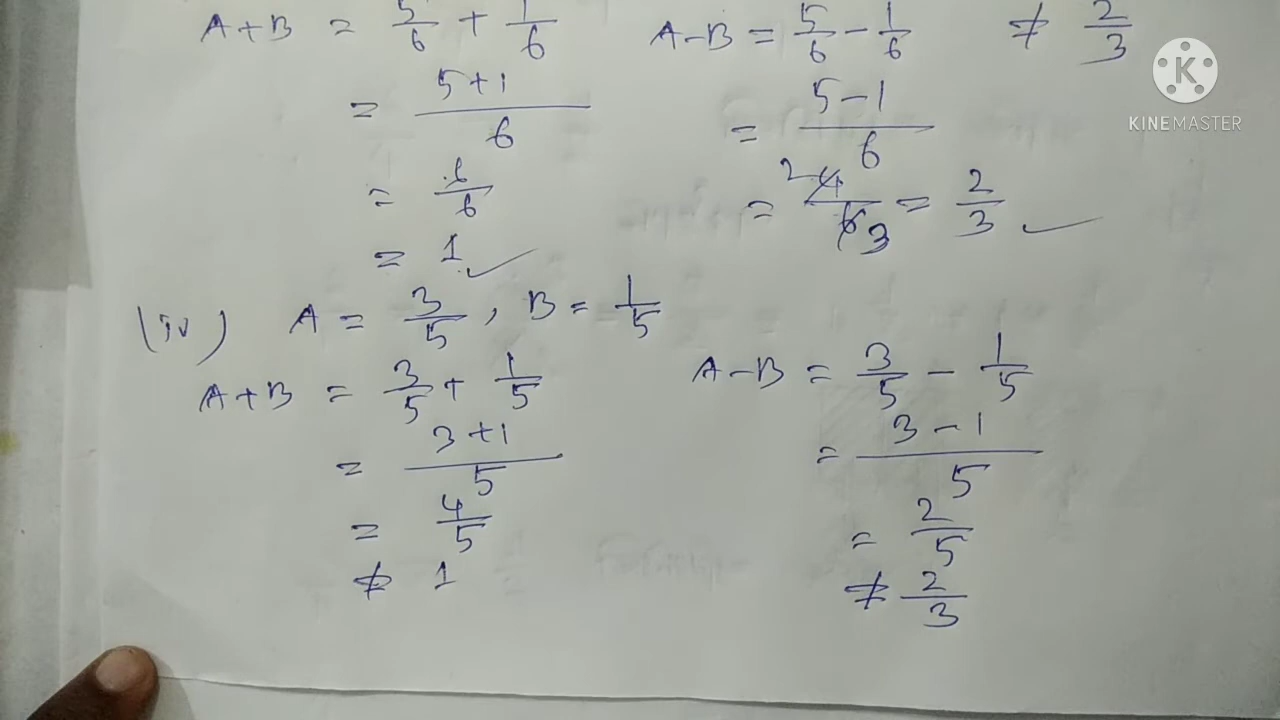 A+B = 5/6 + 1/6
= 5+1/6
= 6/6
= 1 ✓
A-B = 5/6 - 1/6
= 5-1/6
= 2 4/6 3 = 2/3 ✓
≠ 2/3
KINEMASTER
(iv) A = 3/5, B = 1/5
A+B = 3/5 + 1/5
= 3+1/5
= 4/5
≠ 1
A-B = 3/5 - 1/5
= 3-1/5
= 2/5
≠ 2/3